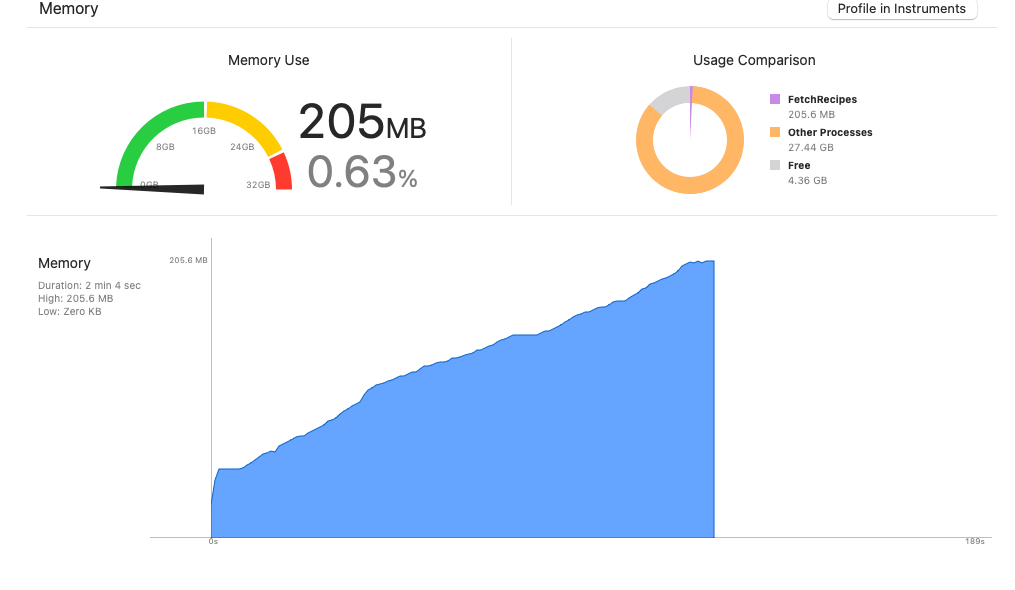 Memory
Profile in Instruments
Memory Use
Usage Comparison
205MB
0.63%
0GB
8GB
16GB
24GB
32GB
FetchRecipes
205.6 MB
Other Processes
27.44 GB
Free
4.36 GB
Memory
Duration: 2 min 4 sec
High: 205.6 MB
Low: Zero KB
205.6 MB
0s
189s